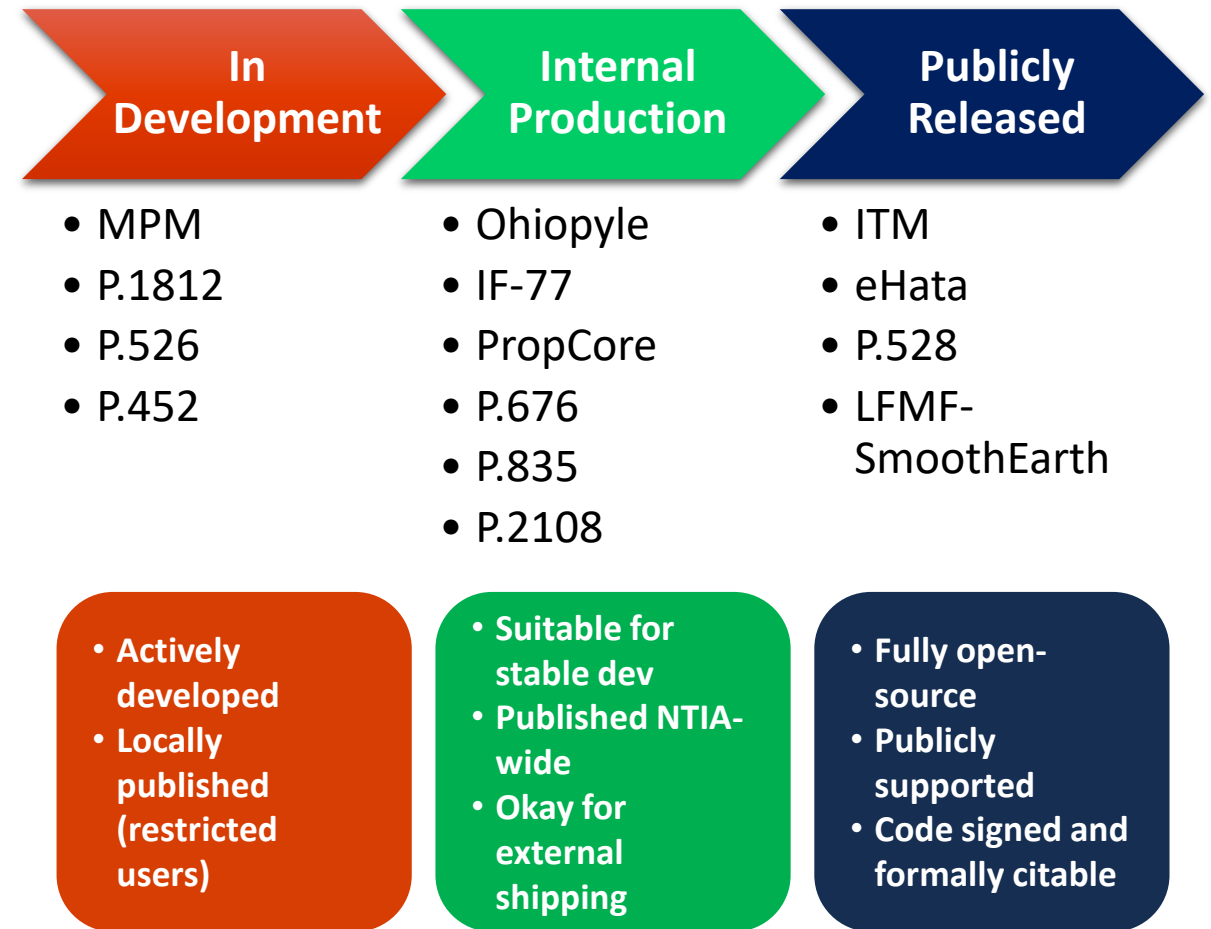 In
Development
• MPM
• P.1812
• P.526
• P.452
• Actively
developed
• Locally
published
(restricted
users)
Internal
Production
• Ohiopyle
• IF-77
• PropCore
• P.676
• P.835
• P.2108
• Suitable for
stable dev
• Published NTIA-
wide
• Okay for
external
shipping
Publicly
Released
• ITM
• eHata
• P.528
• LFMF-
SmoothEarth
• Fully open-
source
• Publicly
supported
• Code signed and
formally citable